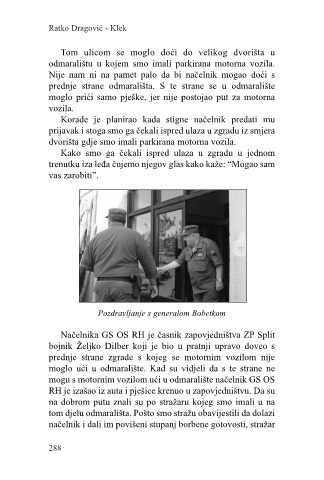 Ratko Dragović - Klek
Tom ulicom se moglo doći do velikog dvorišta u
odmaralištu u kojem smo imali parkirana motorna vozila.
Nije nam ni na pamet palo da bi načelnik mogao doći s
prednje strane odmarališta. S te strane se u odmaralište
moglo prići samo pješke, jer nije postojao put za motorna
vozila.
Korade je planirao kada stigne načelnik predati mu
prijavak i stoga smo ga čekali ispred ulaza u zgradu iz smjera
dvorišta gdje smo imali parkirana motorna vozila.
Kako smo ga čekali ispred ulaza u zgradu u jednom
trenutku iza leđa čujemo njegov glas kako kaže: “Mogao sam
vas zarobiti”.
Pozdravljanje s generalom Bobetkom
Načelnika GS OS RH je časnik zapovjedništva ZP Split
bojnik Željko Dilber koji je bio u pratnji upravo doveo s
prednje strane zgrade s kojeg se motornim vozilom nije
moglo ući u odmaralište. Kad su vidjeli da s te strane ne
mogu s motornim vozilom ući u odmaralište načelnik GS OS
RH je izašao iz auta i pješice krenuo u zapovjedništvu. Da su
na dobrom putu znali su po stražaru kojeg smo imali u na
tom djelu odmarališta. Pošto smo stražu obavijestili da dolazi
načelnik i dali im povišeni stupanj borbene gotovosti, stražar
288